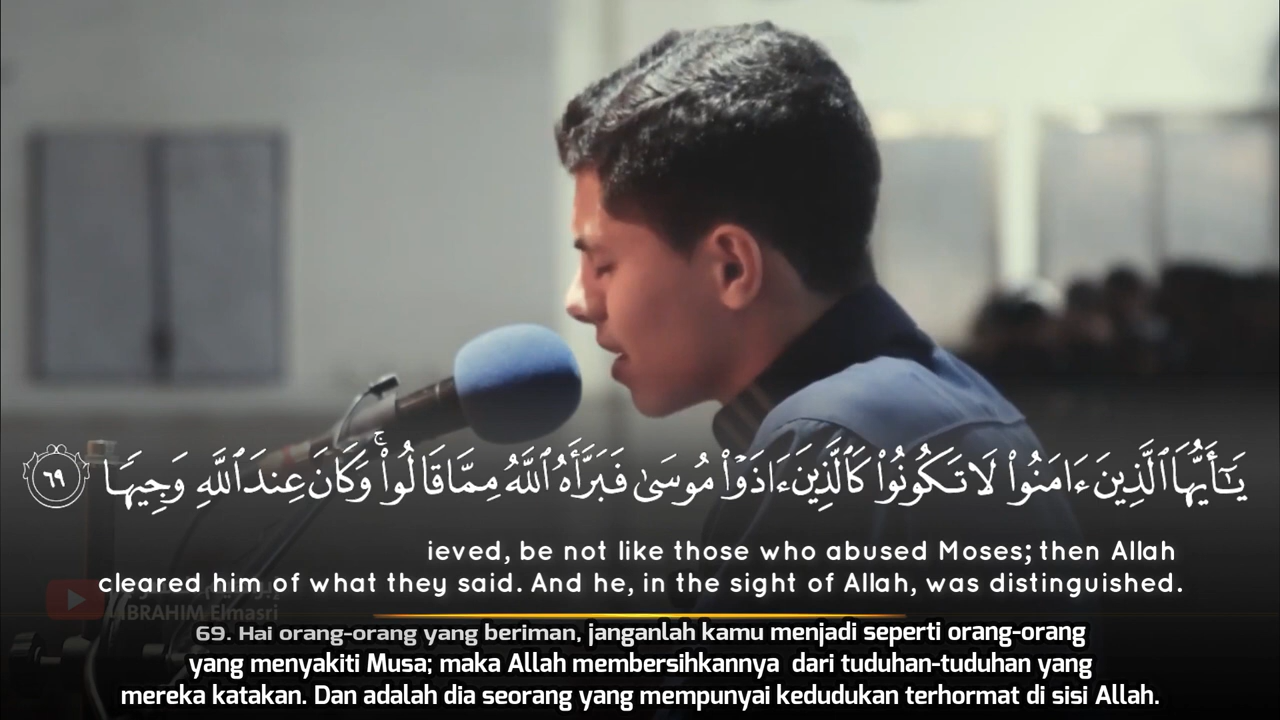 يَـٰٓأَيُّهَا ٱلَّذِينَ ءَامَنُوا۟ لَا تَكُونُوا۟ كَٱلَّذِينَ ءَاذَوْا۟ مُوسَىٰ فَبَرَّأَهُ ٱللَّهُ مِمَّا قَالُوا۟ ۚ وَكَانَ عِندَ ٱللَّهِ وَجِيهًا ٦٩
ieved, be not like those who abused Moses; then Allah
cleared him of what they said. And he, in the sight of Allah, was distinguished.
IBRAHIM Elmasri
69. Hai orang-orang yang beriman, janganlah kamu menjadi seperti orang-orang
yang menyakiti Musa; maka Allah membersihkannya dari tuduhan-tuduhan yang
mereka katakan. Dan adalah dia seorang yang mempunyai kedudukan terhormat di sisi Allah.